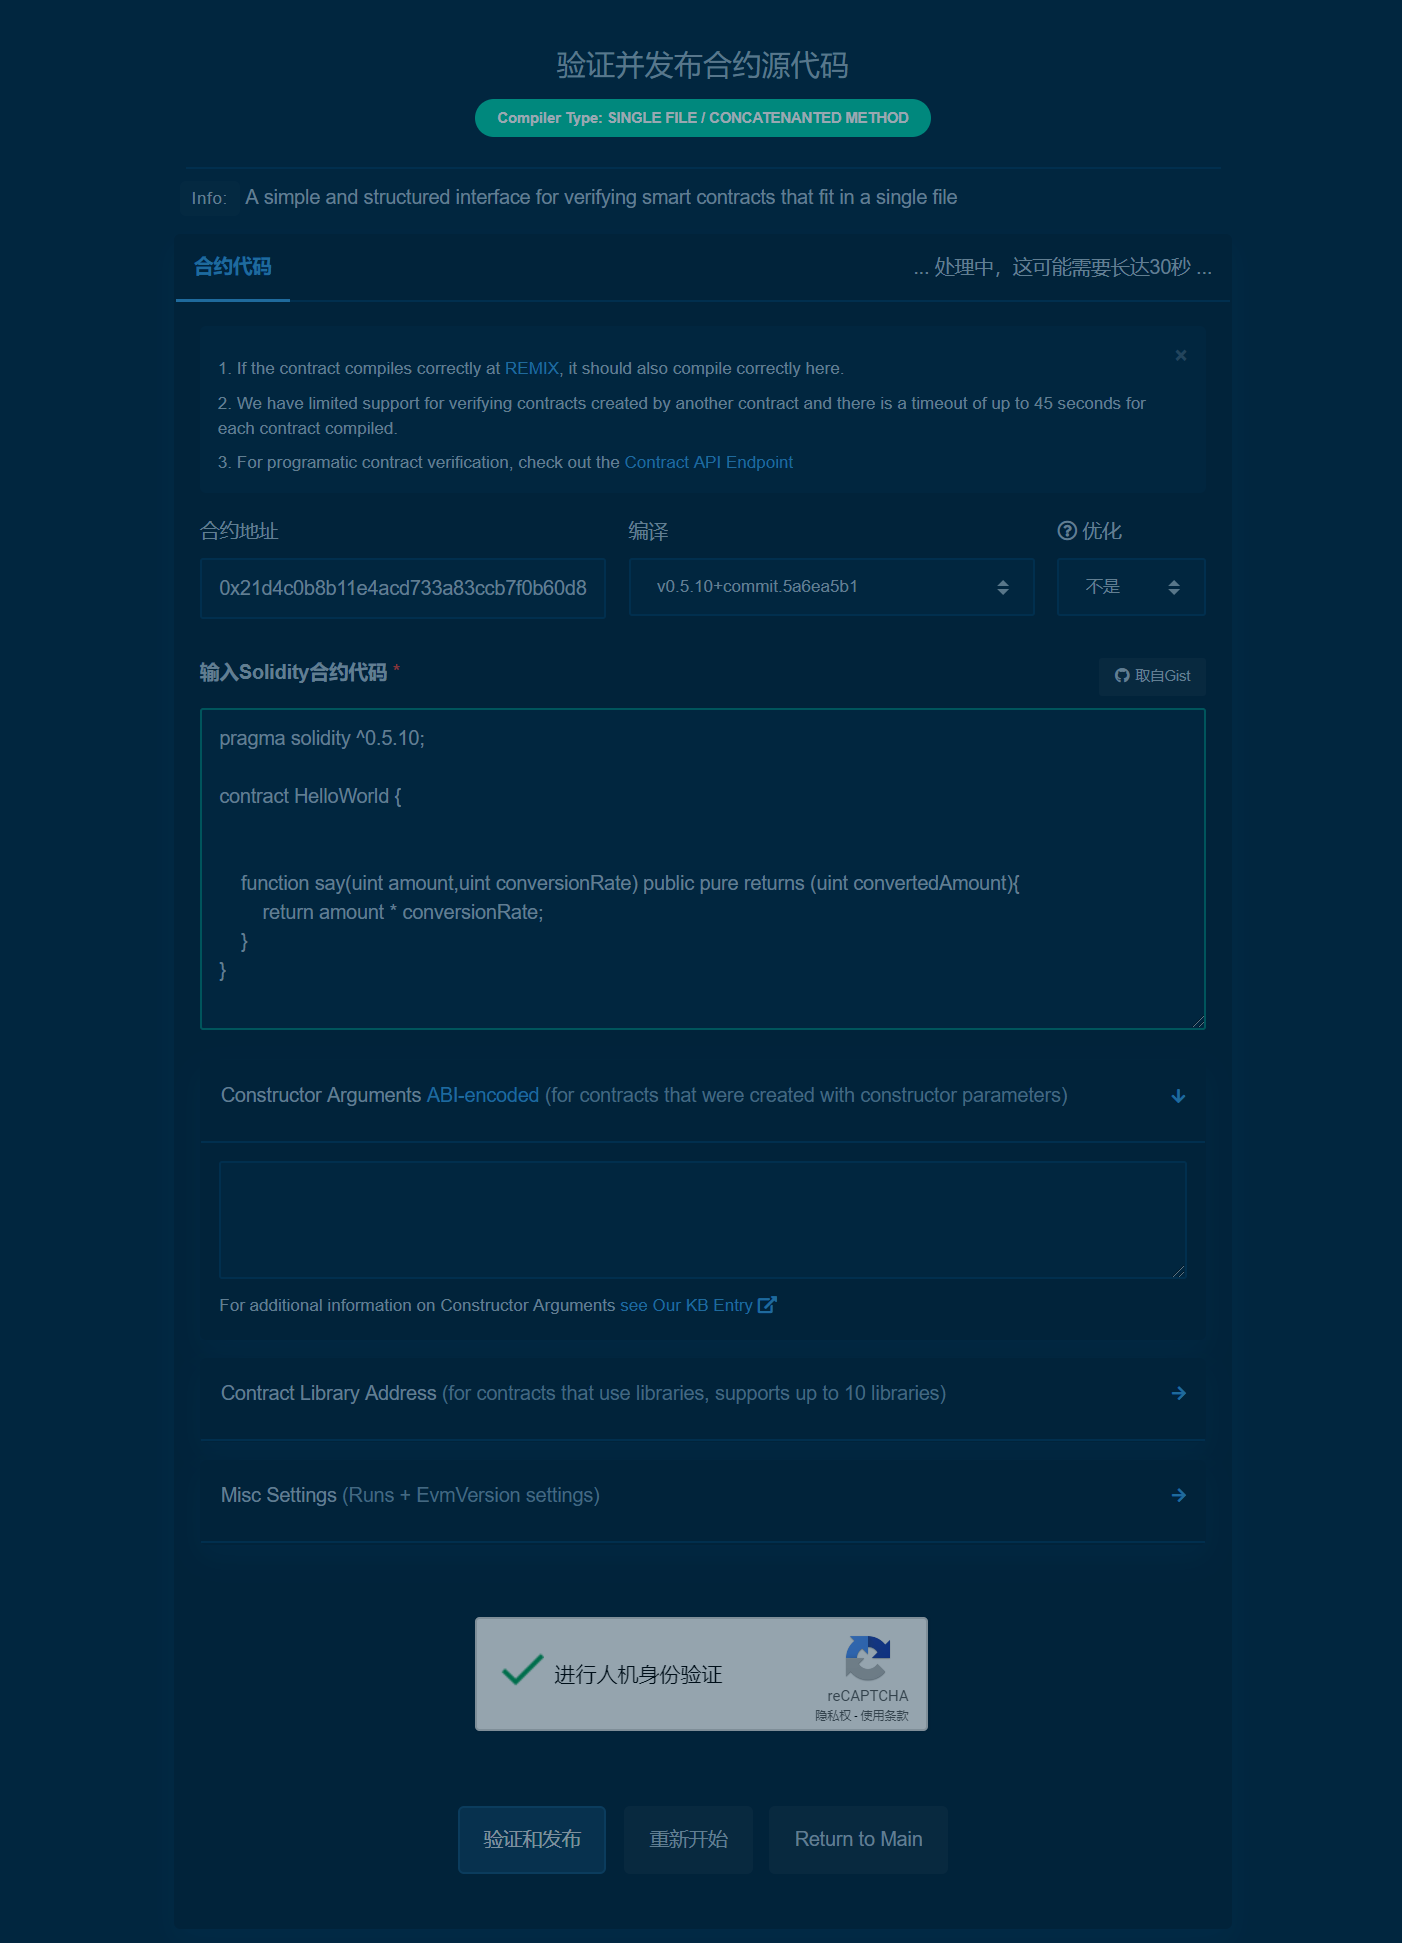 验证并发布合约源代码
Compiler Type: SINGLE FILE / CONCATENANTED METHOD
Info: A simple and structured interface for verifying smart contracts that fit in a single file
合约代码 ... 处理中，这可能需要长达30秒 ...
×
1. If the contract compiles correctly at REMIX, it should also compile correctly here.
2. We have limited support for verifying contracts created by another contract and there is a timeout of up to 45 seconds for
each contract compiled.
3. For programatic contract verification, check out the Contract API Endpoint
合约地址 编译 优化
0x21d4c0b8b11e4acd733a83ccb7f0b60d8 v0.5.10+commit.5a6ea5b1 不是
输入Solidity合约代码 * 取自Gist
pragma solidity ^0.5.10;
contract HelloWorld {
function say(uint amount,uint conversionRate) public pure returns (uint convertedAmount){
return amount * conversionRate;
}
}
Constructor Arguments ABI-encoded (for contracts that were created with constructor parameters)
For additional information on Constructor Arguments see Our KB Entry
Contract Library Address (for contracts that use libraries, supports up to 10 libraries)
Misc Settings (Runs + EvmVersion settings)
进行人机身份验证
reCAPTCHA
隐私权 - 使用条款
验证和发布 重新开始 Return to Main